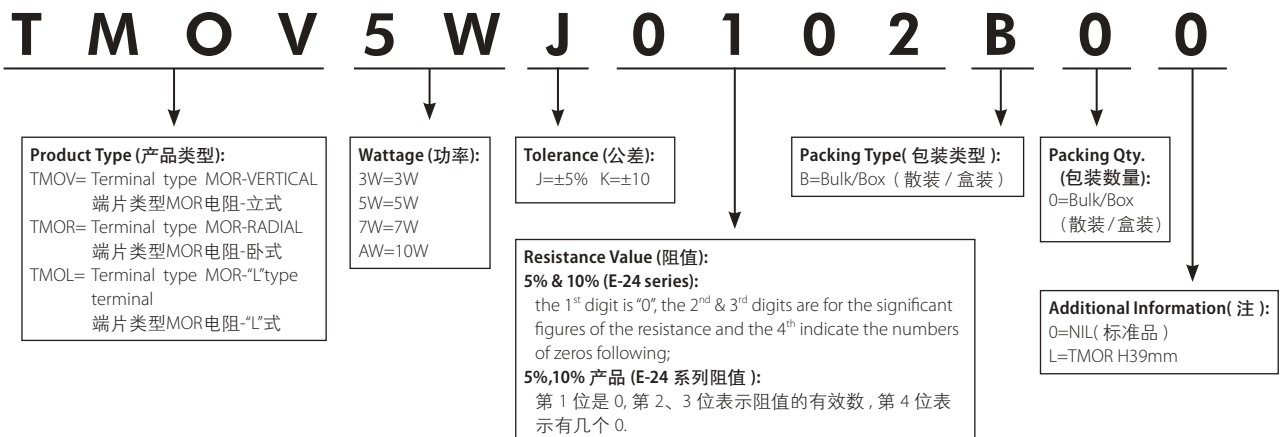 T M O V 5 W J 0 1 0 2 B 0 0
Product Type (产品类型):
TMOV= Terminal type MOR-VERTICAL
端片类型MOR电阻-立式
TMOR= Terminal type MOR-RADIAL
端片类型MOR电阻-卧式
TMOL= Terminal type MOR-“L”type
terminal
端片类型MOR电阻-“L”式
Wattage (功率):
3W=3W
5W=5W
7W=7W
AW=10W
Tolerance (公差):
J=±5% K=±10
Resistance Value (阻值):
5% & 10% (E-24 series):
the 1st digit is “0”, the 2nd & 3rd digits are for the significant
figures of the resistance and the 4th indicate the numbers
of zeros following;
5%,10% 产品 (E-24 系列阻值 ):
第 1 位是 0, 第 2、3 位表示阻值的有效数 , 第 4 位表
示有几个 0.
Packing Type( 包装类型 ):
B=Bulk/Box ( 散装 / 盒装 )
Packing Qty.
(包装数量):
0=Bulk/Box
(散装/盒装)
Additional Information( 注 ):
0=NIL( 标准品 )
L=TMOR H39mm